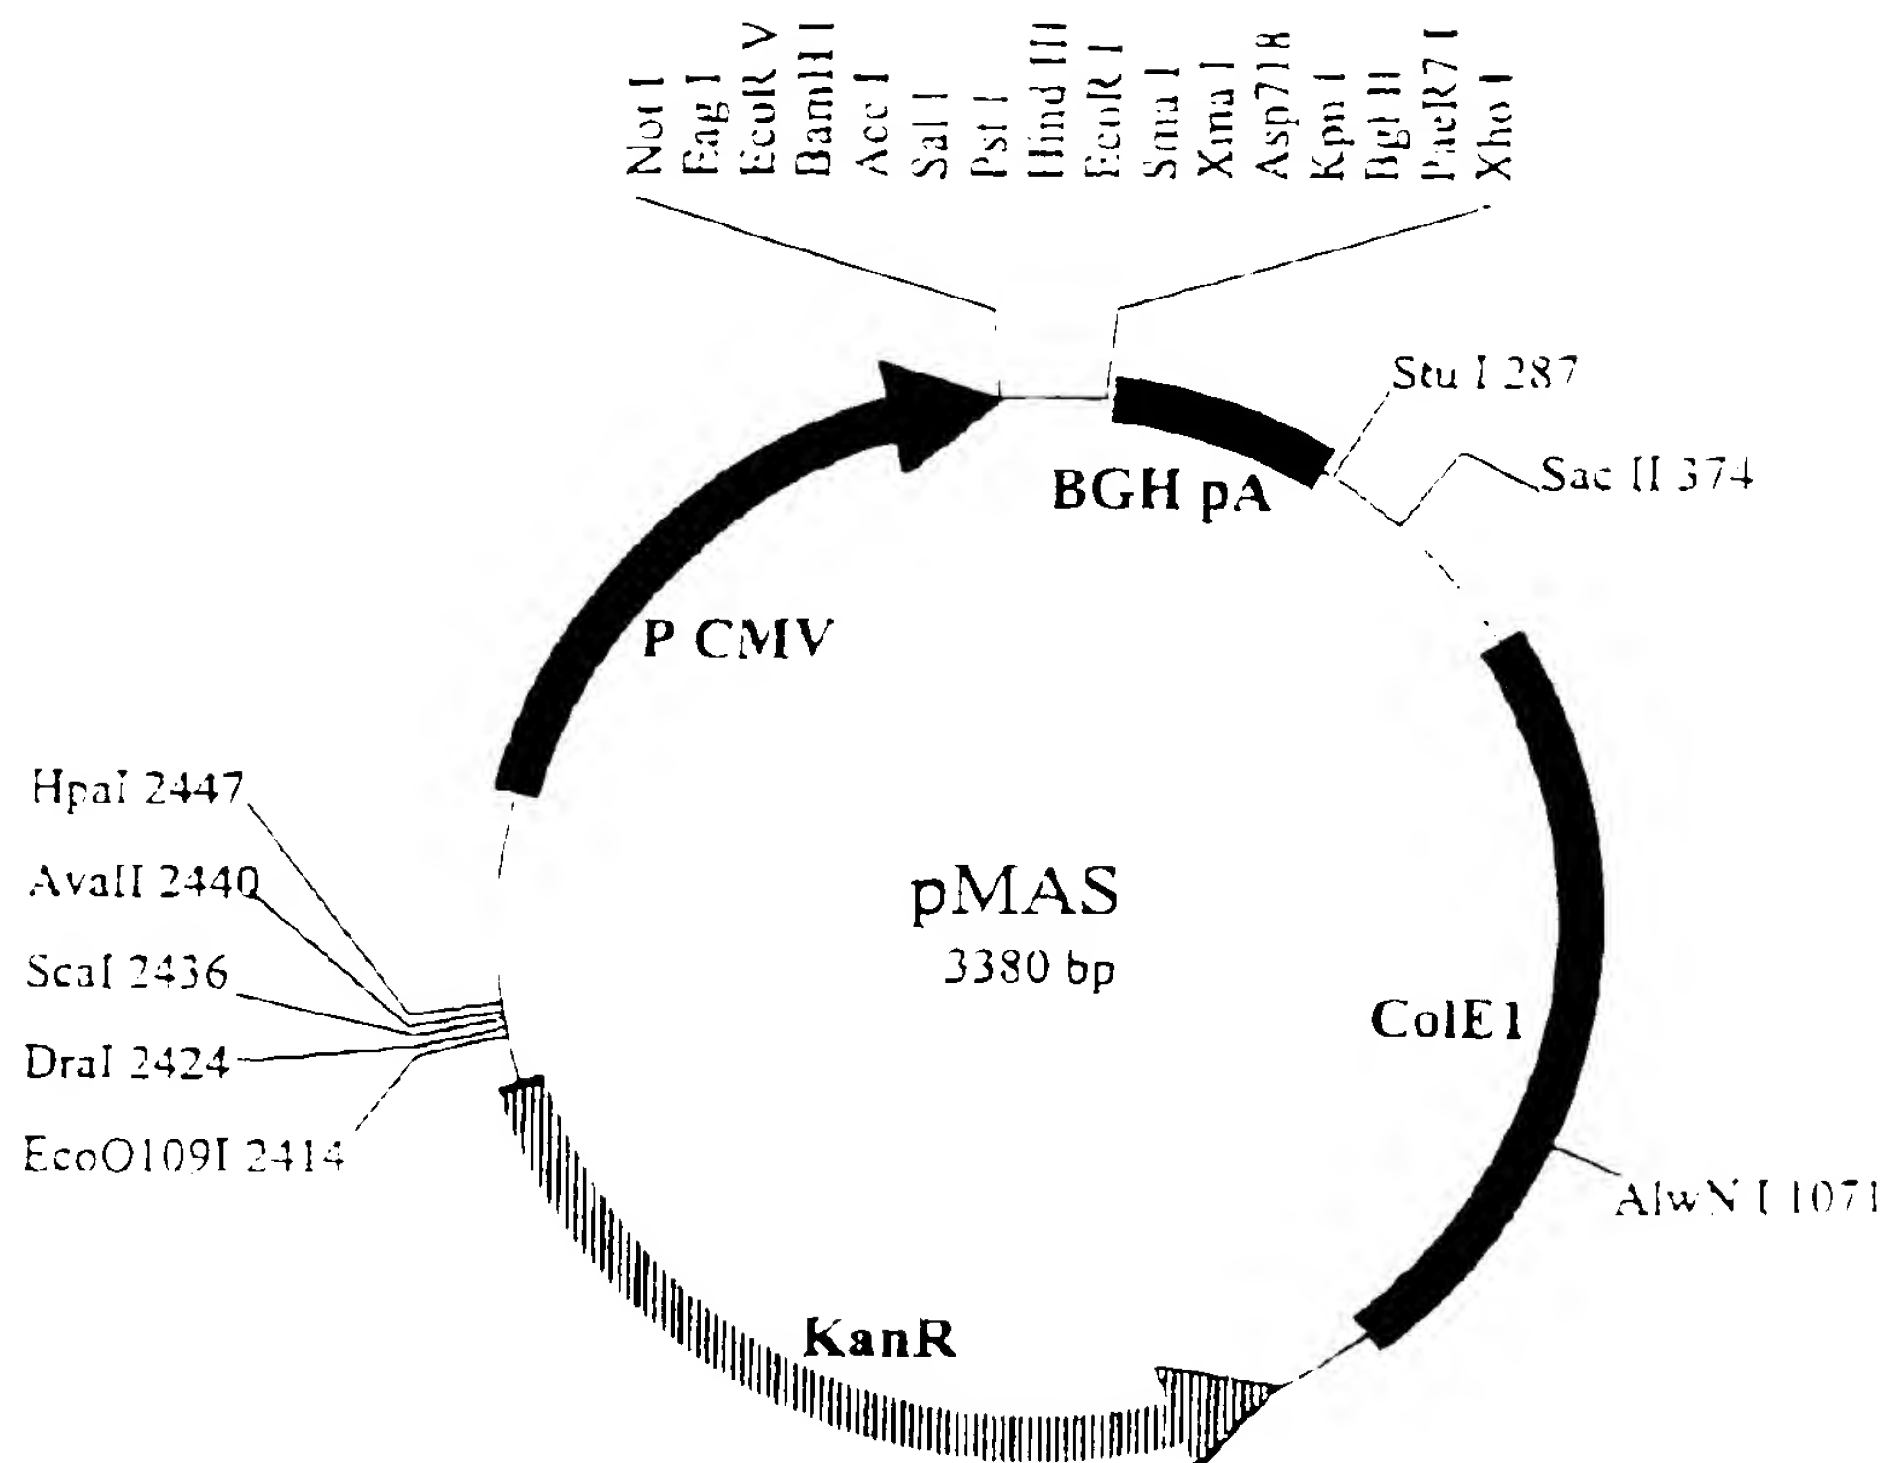 Not I
Eag I
EcoR V
BamH I
Acc I
Sal I
Pst I
Hind III
EcoR I
Sma I
Xma I
Asp718
Kpn I
Bgl II
PaeR7 I
Xho I
Stu I 287
Sac II 374
BGH pA
P CMV
HpaI 2447
AvaII 2440
ScaI 2436
DraI 2424
EcoO109I 2414
pMAS
3380 bp
ColE1
AlwN I 1071
KanR